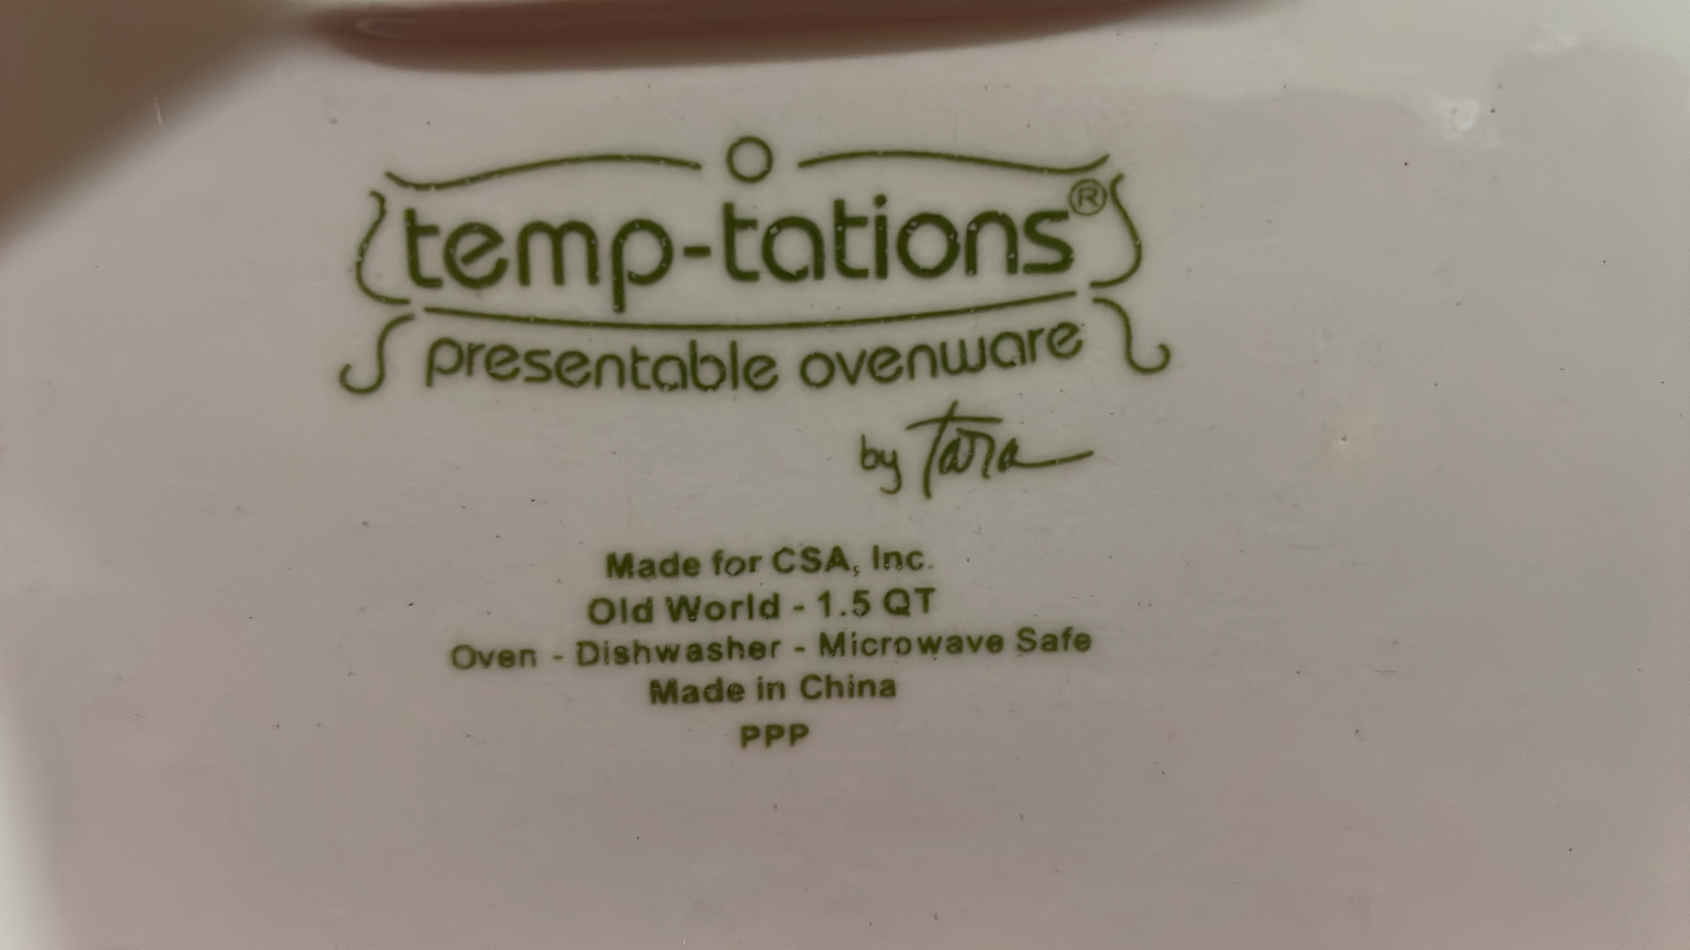 temp-tations®
presentable ovenware
by Tara
Made for CSA, Inc.
Old World - 1.5 QT
Oven - Dishwasher - Microwave Safe
Made in China
PPP